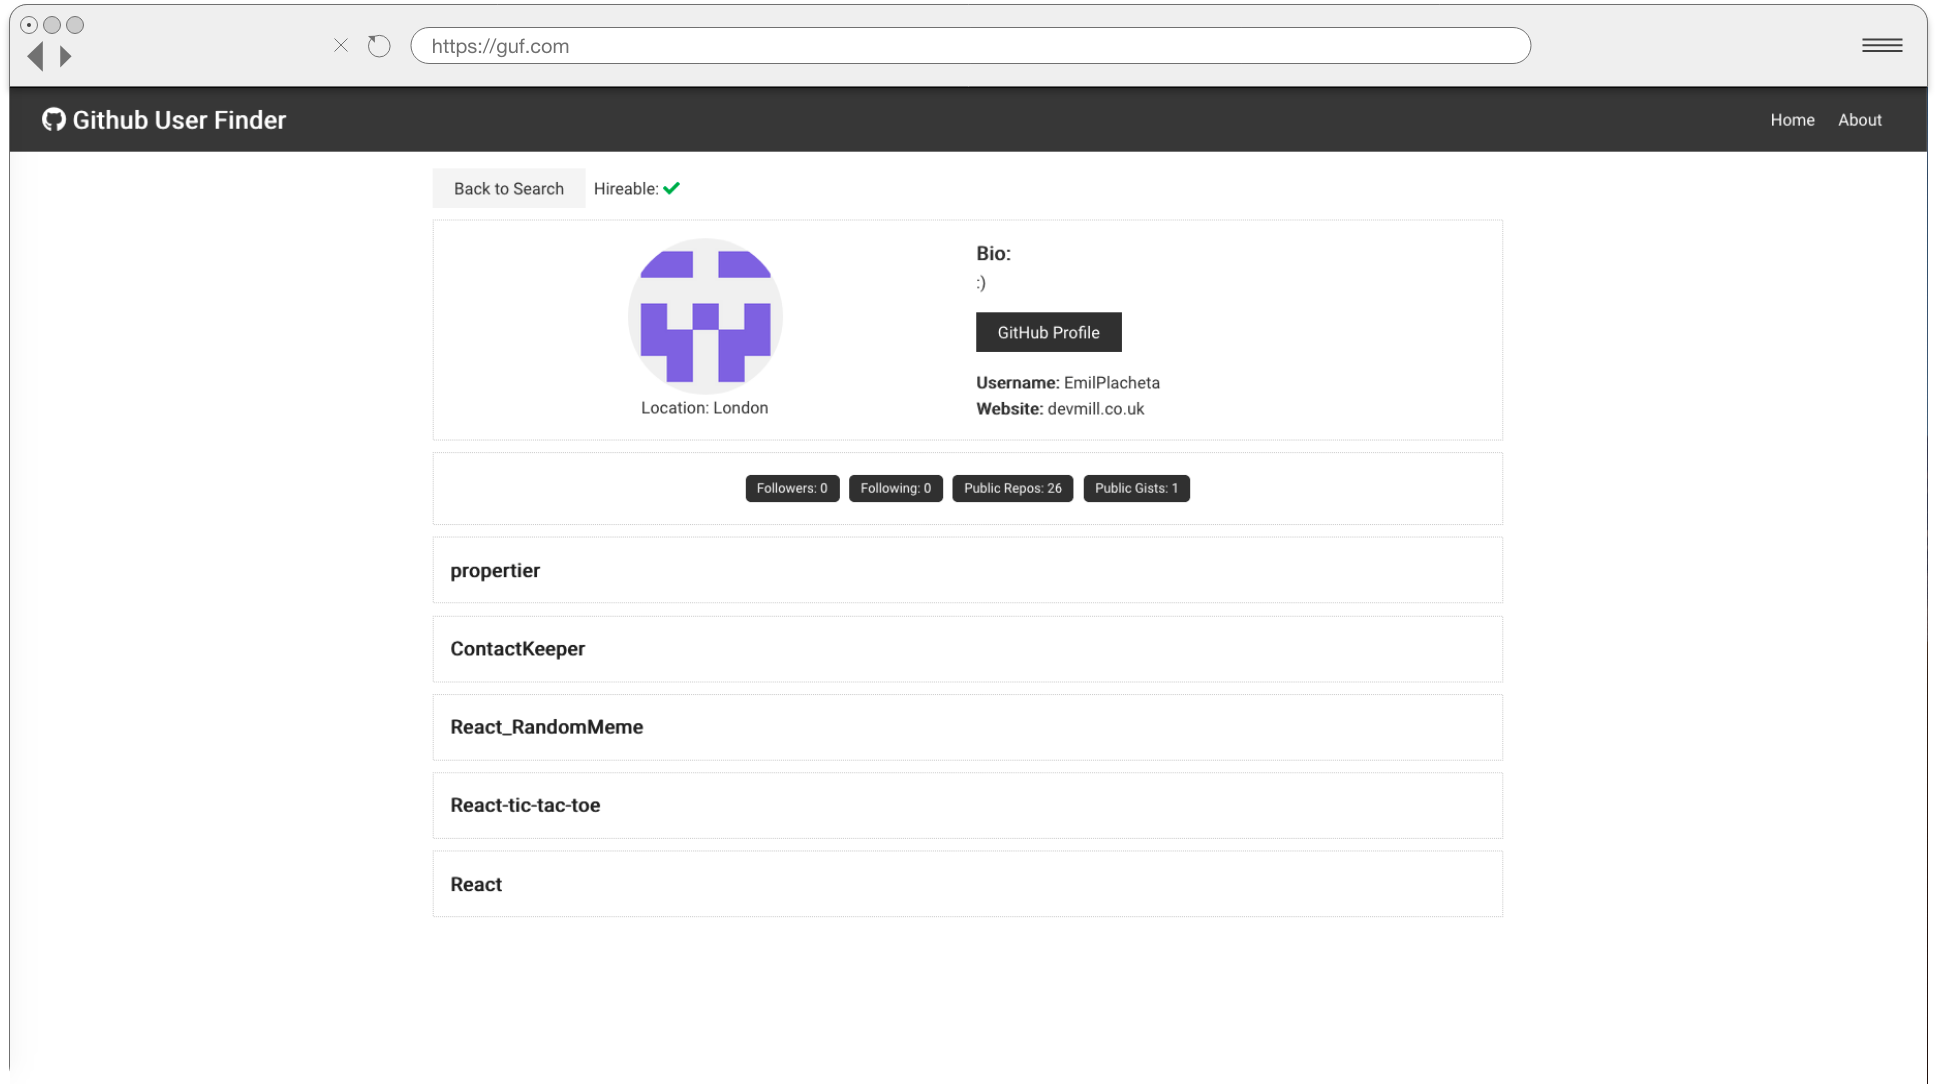 https://guf.com
Github User Finder
Home About
Back to Search Hireable:
Bio:
:)
GitHub Profile
Username: EmilPlacheta
Website: devmill.co.uk
Location: London
Followers: 0 Following: 0 Public Repos: 26 Public Gists: 1
propertier
ContactKeeper
React_RandomMeme
React-tic-tac-toe
React